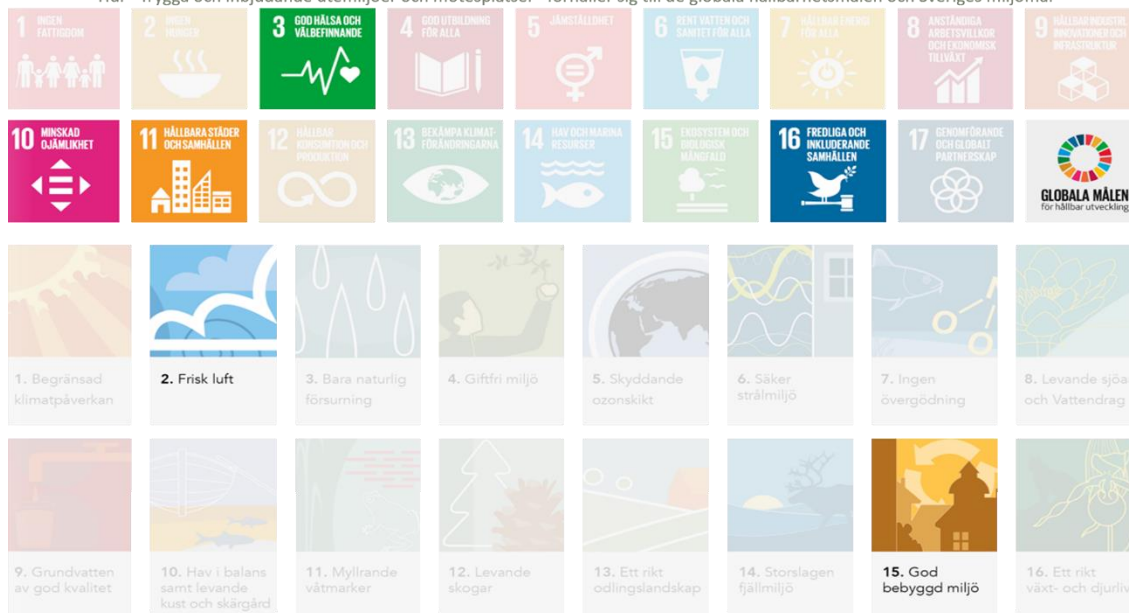 Hur "Trygga och inbjudande utemiljöer och mötesplatser" förhåller sig till de globala hållbarhetsmålen och Sveriges miljömål
1 INGEN
FATTIGDOM
2 INGEN
HUNGER
3 GOD HÄLSA OCH
VÄLBEFINNANDE
4 GOD UTBILDNING
FÖR ALLA
5 JÄMSTÄLLDHET
6 RENT VATTEN OCH
SANITET FÖR ALLA
7 HÅLLBAR ENERGI
FÖR ALLA
8 ANSTÄNDIGA
ARBETSVILLKOR
OCH EKONOMISK
TILLVÄXT
9 HÅLLBAR INDUSTRI,
INNOVATIONER OCH
INFRASTRUKTUR
10 MINSKAD
OJÄMLIKHET
11 HÅLLBARA STÄDER
OCH SAMHÄLLEN
12 HÅLLBAR
KONSUMTION OCH
PRODUKTION
13 BEKÄMPA KLIMAT-
FÖRÄNDRINGARNA
14 HAV OCH MARINA
RESURSER
15 EKOSYSTEM OCH
BIOLOGISK
MÅNGFALD
16 FREDLIGA OCH
INKLUDERANDE
SAMHÄLLEN
17 GENOMFÖRANDE
OCH GLOBALT
PARTNERSKAP
GLOBALA MÅLEN
för hållbar utveckling
1. Begränsad
klimatpåverkan
2. Frisk luft
3. Bara naturlig
försurning
4. Giftfri miljö
5. Skyddande
ozonskikt
6. Säker
strålmiljö
7. Ingen
övergödning
8. Levande sjöa
och Vattendrag
9. Grundvatten
av god kvalitet
10. Hav i balans
samt levande
kust och skärgård
11. Myllrande
våtmarker
12. Levande
skogar
13. Ett rikt
odlingslandskap
14. Storslagen
fjällmiljö
15. God
bebyggd miljö
16. Ett rikt
växt- och djurliv